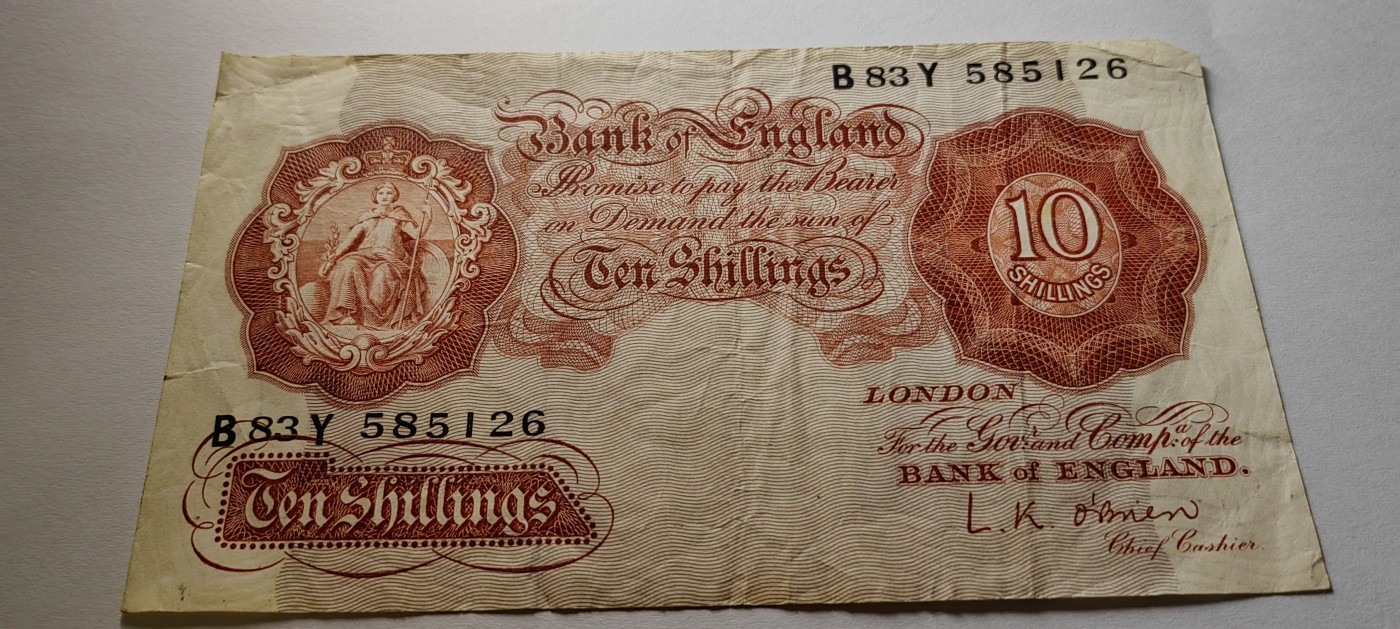 B83Y 585126
Bank of England
Promise to pay the Bearer
on Demand the sum of
Ten Shillings
10
SHILLINGS
LONDON
For the Govr. and Compa. of the
BANK of ENGLAND.
L. K. O'Brien
Chief Cashier.
B83Y 585126
Ten Shillings